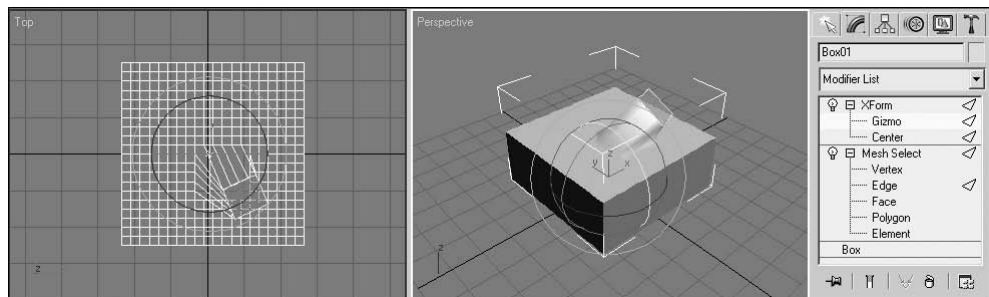 Top
z
Perspective
z
y x
z
Box01
Modifier List
XForm
Gizmo
Center
Mesh Select
Vertex
Edge
Face
Polygon
Element
Box